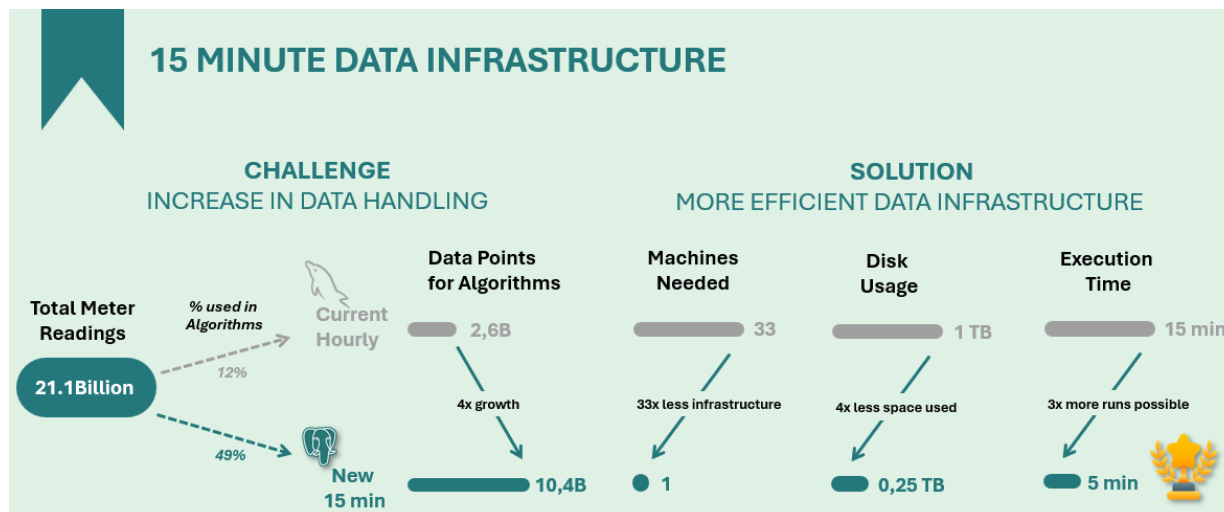 15 MINUTE DATA INFRASTRUCTURE
CHALLENGE
INCREASE IN DATA HANDLING
SOLUTION
MORE EFFICIENT DATA INFRASTRUCTURE
Total Meter
Readings
21.1Billion
% used in
Algorithms
12%
49%
Current
Hourly
New
15 min
Data Points
for Algorithms
2,6B
4x growth
10,4B
Machines
Needed
33
33x less infrastructure
1
Disk
Usage
1 TB
4x less space used
0,25 TB
Execution
Time
15 min
3x more runs possible
5 min